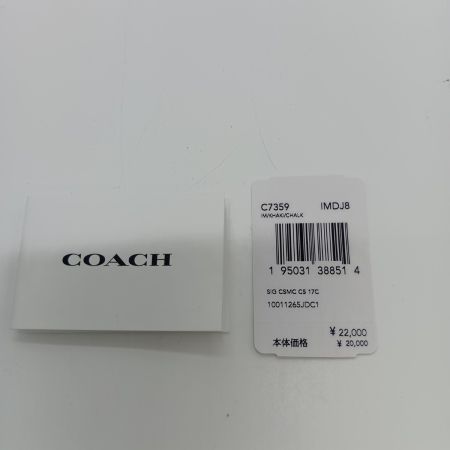 COACH
C7359 IMDJ8
IM/KHAKI/CHALK
1 95031 38851 4
SIG CSMC CS 17C
10011265JDC1
¥ 22,000
本体価格 ¥ 20,000